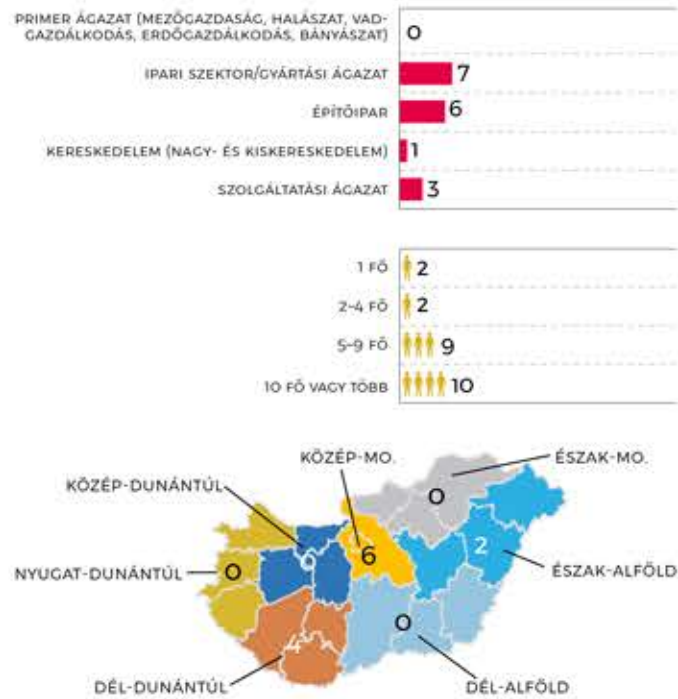 PRIMER ÁGAZAT (MEZŐGAZDASÁG, HALÁSZAT, VAD-
GAZDÁLKODÁS, ERDŐGAZDÁLKODÁS, BÁNYÁSZAT) 0
IPARI SZEKTOR/GYÁRTÁSI ÁGAZAT 7
ÉPÍTŐIPAR 6
KERESKEDELEM (NAGY- ÉS KISKERESKEDELEM) 1
SZOLGÁLTATÁSI ÁGAZAT 3
1 FŐ 2
2–4 FŐ 2
5–9 FŐ 9
10 FŐ VAGY TÖBB 10
KÖZÉP-MO.
ÉSZAK-MO.
KÖZÉP-DUNÁNTÚL
0
6
2
NYUGAT-DUNÁNTÚL 0
ÉSZAK-ALFÖLD
0
4
DÉL-DUNÁNTÚL
DÉL-ALFÖLD